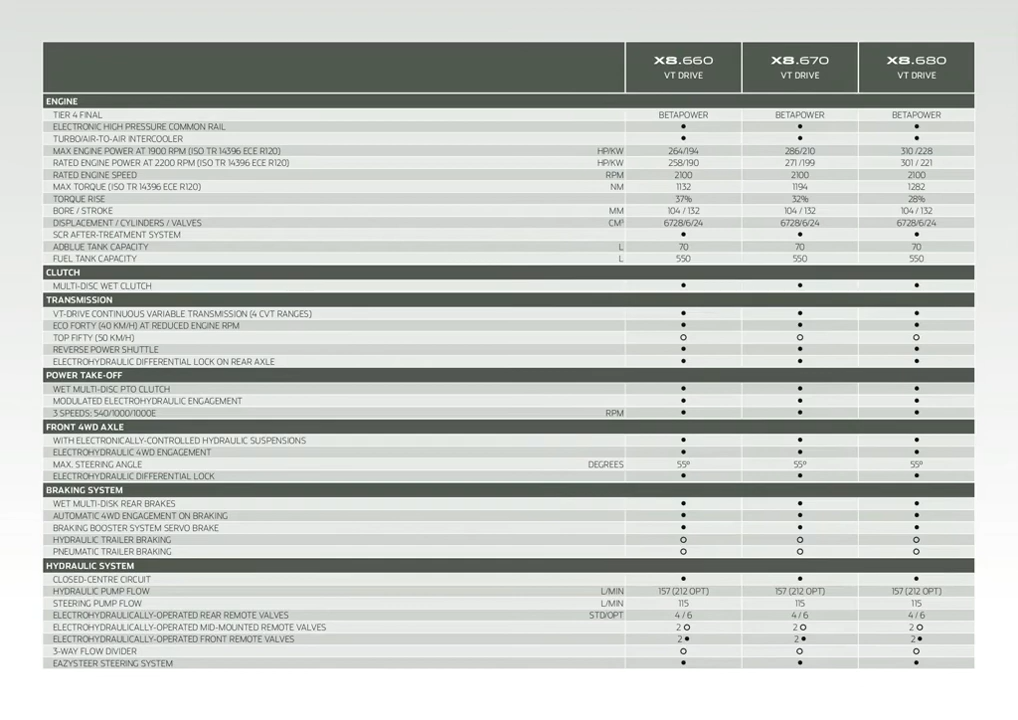 X8.660 X8.670 X8.680
VT DRIVE VT DRIVE VT DRIVE
ENGINE
TIER 4 FINAL BETAPOWER BETAPOWER BETAPOWER
ELECTRONIC HIGH PRESSURE COMMON RAIL ● ● ●
TURBO/AIR-TO-AIR INTERCOOLER ● ● ●
MAX ENGINE POWER AT 1900 RPM (ISO TR 14396 ECE R120) HP/KW 264/194 286/210 310 /228
RATED ENGINE POWER AT 2200 RPM (ISO TR 14396 ECE R120) HP/KW 258/190 271 /199 301 / 221
RATED ENGINE SPEED RPM 2100 2100 2100
MAX TORQUE (ISO TR 14396 ECE R120) NM 1132 1194 1282
TORQUE RISE 37% 32% 28%
BORE / STROKE MM 104 / 132 104 / 132 104 / 132
DISPLACEMENT / CYLINDERS / VALVES CM³ 6728/6/24 6728/6/24 6728/6/24
SCR AFTER-TREATMENT SYSTEM ● ● ●
ADBLUE TANK CAPACITY L 70 70 70
FUEL TANK CAPACITY L 550 550 550
CLUTCH
MULTI-DISC WET CLUTCH ● ● ●
TRANSMISSION
VT-DRIVE CONTINUOUS VARIABLE TRANSMISSION (4 CVT RANGES) ● ● ●
ECO FORTY (40 KM/H) AT REDUCED ENGINE RPM ● ● ●
TOP FIFTY (50 KM/H) ○ ○ ○
REVERSE POWER SHUTTLE ● ● ●
ELECTROHYDRAULIC DIFFERENTIAL LOCK ON REAR AXLE ● ● ●
POWER TAKE-OFF
WET MULTI-DISC PTO CLUTCH ● ● ●
MODULATED ELECTROHYDRAULIC ENGAGEMENT ● ● ●
3 SPEEDS: 540/1000/1000E RPM ● ● ●
FRONT 4WD AXLE
WITH ELECTRONICALLY-CONTROLLED HYDRAULIC SUSPENSIONS ● ● ●
ELECTROHYDRAULIC 4WD ENGAGEMENT ● ● ●
MAX. STEERING ANGLE DEGREES 55º 55º 55º
ELECTROHYDRAULIC DIFFERENTIAL LOCK ● ● ●
BRAKING SYSTEM
WET MULTI-DISK REAR BRAKES ● ● ●
AUTOMATIC 4WD ENGAGEMENT ON BRAKING ● ● ●
BRAKING BOOSTER SYSTEM SERVO BRAKE ● ● ●
HYDRAULIC TRAILER BRAKING ○ ○ ○
PNEUMATIC TRAILER BRAKING ○ ○ ○
HYDRAULIC SYSTEM
CLOSED-CENTRE CIRCUIT ● ● ●
HYDRAULIC PUMP FLOW L/MIN 157 (212 OPT) 157 (212 OPT) 157 (212 OPT)
STEERING PUMP FLOW L/MIN 115 115 115
ELECTROHYDRAULICALLY-OPERATED REAR REMOTE VALVES STD/OPT 4 / 6 4 / 6 4 / 6
ELECTROHYDRAULICALLY-OPERATED MID-MOUNTED REMOTE VALVES 2 ○ 2 ○ 2 ○
ELECTROHYDRAULICALLY-OPERATED FRONT REMOTE VALVES 2 ● 2 ● 2 ●
3-WAY FLOW DIVIDER ○ ○ ○
EAZYSTEER STEERING SYSTEM ● ● ●